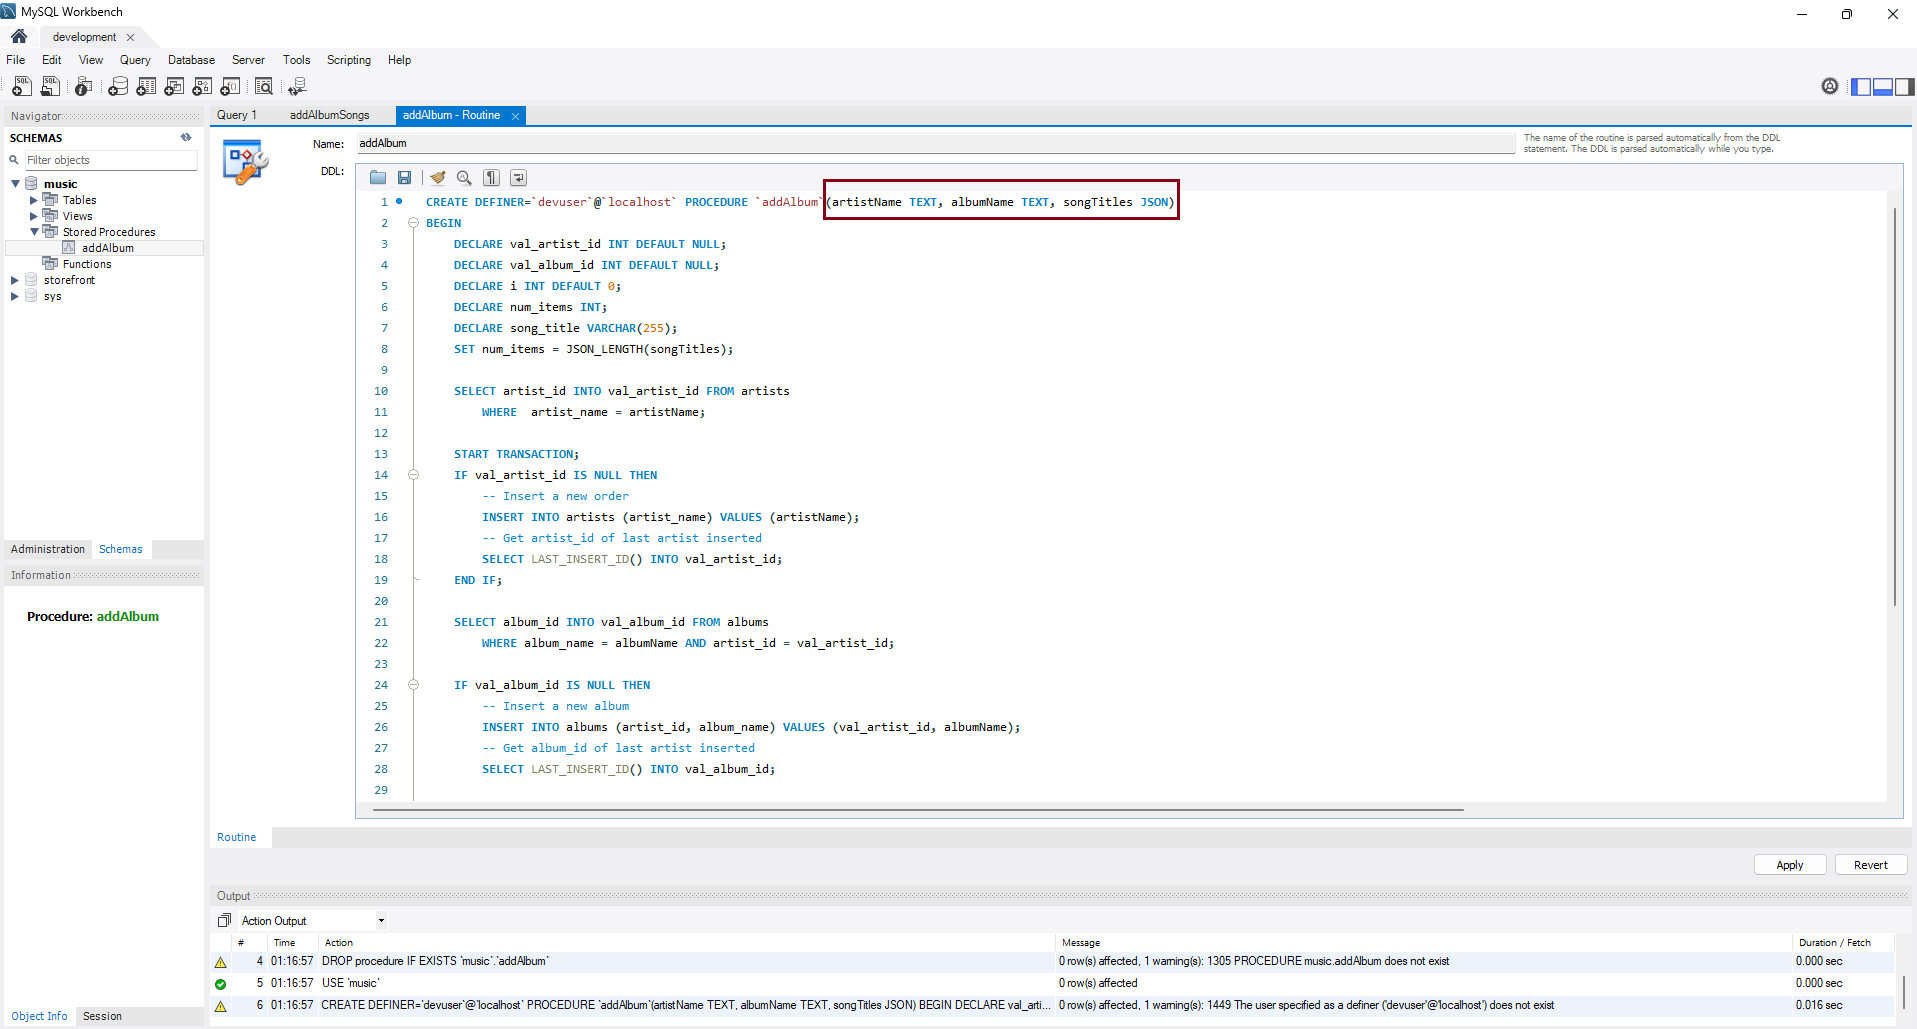 MySQL Workbench
development
File Edit View Query Database Server Tools Scripting Help
Navigator
SCHEMAS
Filter objects
music
Tables
Views
Stored Procedures
addAlbum
Functions
storefront
sys
Administration Schemas
Information
Procedure: addAlbum
Object Info Session
Query 1 addAlbumSongs addAlbum - Routine
Name: addAlbum
The name of the routine is parsed automatically from the DDL
statement. The DDL is parsed automatically while you type.
DDL:
1 CREATE DEFINER=`devuser`@`localhost` PROCEDURE `addAlbum`(artistName TEXT, albumName TEXT, songTitles JSON)
2 BEGIN
3 DECLARE val_artist_id INT DEFAULT NULL;
4 DECLARE val_album_id INT DEFAULT NULL;
5 DECLARE i INT DEFAULT 0;
6 DECLARE num_items INT;
7 DECLARE song_title VARCHAR(255);
8 SET num_items = JSON_LENGTH(songTitles);
9
10 SELECT artist_id INTO val_artist_id FROM artists
11 WHERE artist_name = artistName;
12
13 START TRANSACTION;
14 IF val_artist_id IS NULL THEN
15 -- Insert a new order
16 INSERT INTO artists (artist_name) VALUES (artistName);
17 -- Get artist_id of last artist inserted
18 SELECT LAST_INSERT_ID() INTO val_artist_id;
19 END IF;
20
21 SELECT album_id INTO val_album_id FROM albums
22 WHERE album_name = albumName AND artist_id = val_artist_id;
23
24 IF val_album_id IS NULL THEN
25 -- Insert a new album
26 INSERT INTO albums (artist_id, album_name) VALUES (val_artist_id, albumName);
27 -- Get album_id of last artist inserted
28 SELECT LAST_INSERT_ID() INTO val_album_id;
29
Routine
Apply Revert
Output
Action Output
# Time Action Message Duration / Fetch
4 01:16:57 DROP procedure IF EXISTS `music`.`addAlbum` 0 row(s) affected, 1 warning(s): 1305 PROCEDURE music.addAlbum does not exist 0.000 sec
5 01:16:57 USE `music` 0 row(s) affected 0.000 sec
6 01:16:57 CREATE DEFINER=`devuser`@`localhost` PROCEDURE `addAlbum`(artistName TEXT, albumName TEXT, songTitles JSON) BEGIN DECLARE val_arti... 0 row(s) affected, 1 warning(s): 1449 The user specified as a definer ('devuser'@'localhost') does not exist 0.016 sec